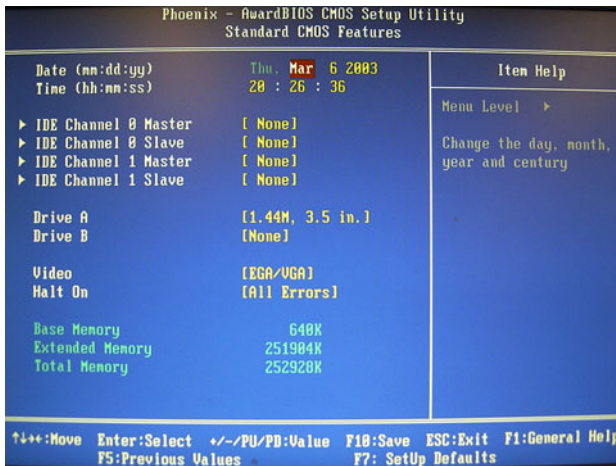 Phoenix - AwardBIOS CMOS Setup Utility
Standard CMOS Features
Date (mm:dd:yy) Thu, Mar 6 2003
Time (hh:mm:ss) 20 : 26 : 36
▶ IDE Channel 0 Master [ None]
▶ IDE Channel 0 Slave [ None]
▶ IDE Channel 1 Master [ None]
▶ IDE Channel 1 Slave [ None]
Drive A [1.44M, 3.5 in.]
Drive B [None]
Video [EGA/VGA]
Halt On [All Errors]
Base Memory 640K
Extended Memory 251904K
Total Memory 252928K
Item Help
Menu Level ▶
Change the day, month,
year and century
↑↓→←:Move Enter:Select +/-/PU/PD:Value F10:Save ESC:Exit F1:General Help
F5:Previous Values F7: SetUp Defaults